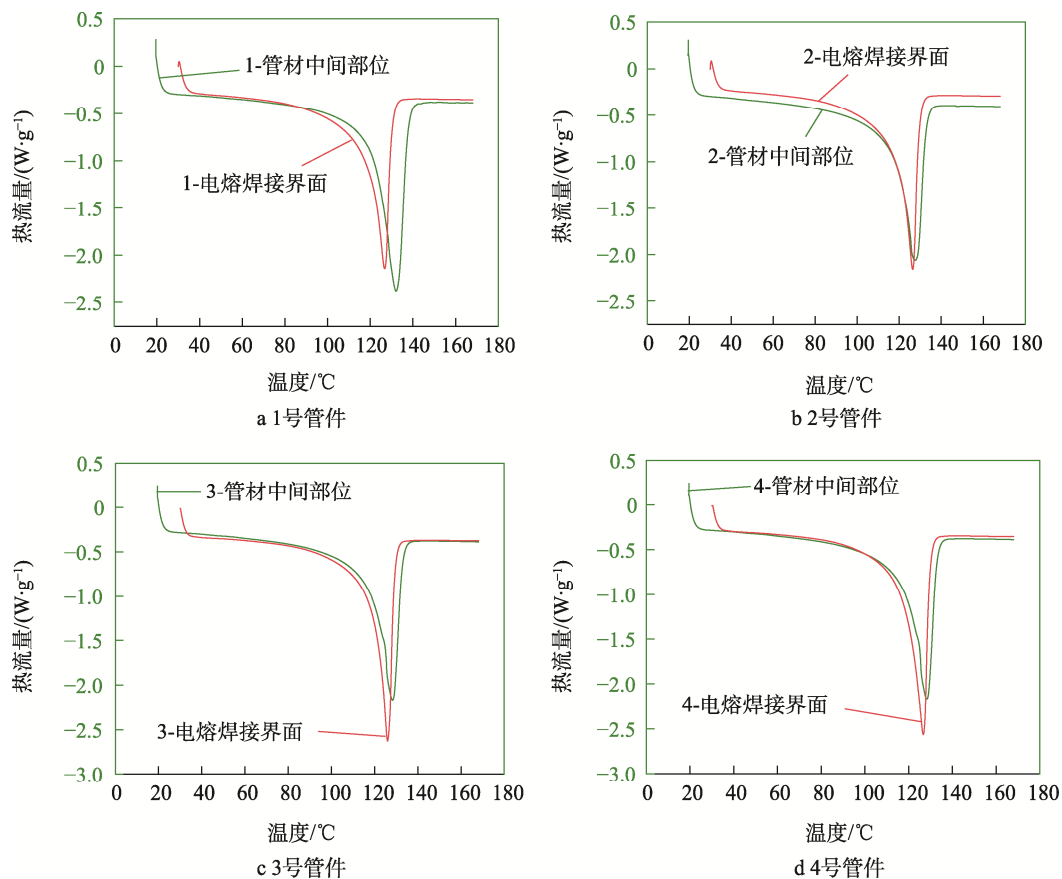 0.5
0
−0.5
−1.0
−1.5
−2.0
−2.5
热流量/(W·g⁻¹)
1-管材中间部位
1-电熔焊接界面
0 20 40 60 80 100 120 140 160 180
温度/℃
a 1号管件
0.5
0
−0.5
−1.0
−1.5
−2.0
−2.5
热流量/(W·g⁻¹)
2-电熔焊接界面
2-管材中间部位
0 20 40 60 80 100 120 140 160 180
温度/℃
b 2号管件
0.5
0
−0.5
−1.0
−1.5
−2.0
−2.5
−3.0
热流量/(W·g⁻¹)
3-管材中间部位
3-电熔焊接界面
0 20 40 60 80 100 120 140 160 180
温度/℃
c 3号管件
0.5
0
−0.5
−1.0
−1.5
−2.0
−2.5
−3.0
热流量/(W·g⁻¹)
4-管材中间部位
4-电熔焊接界面
0 20 40 60 80 100 120 140 160 180
温度/℃
d 4号管件